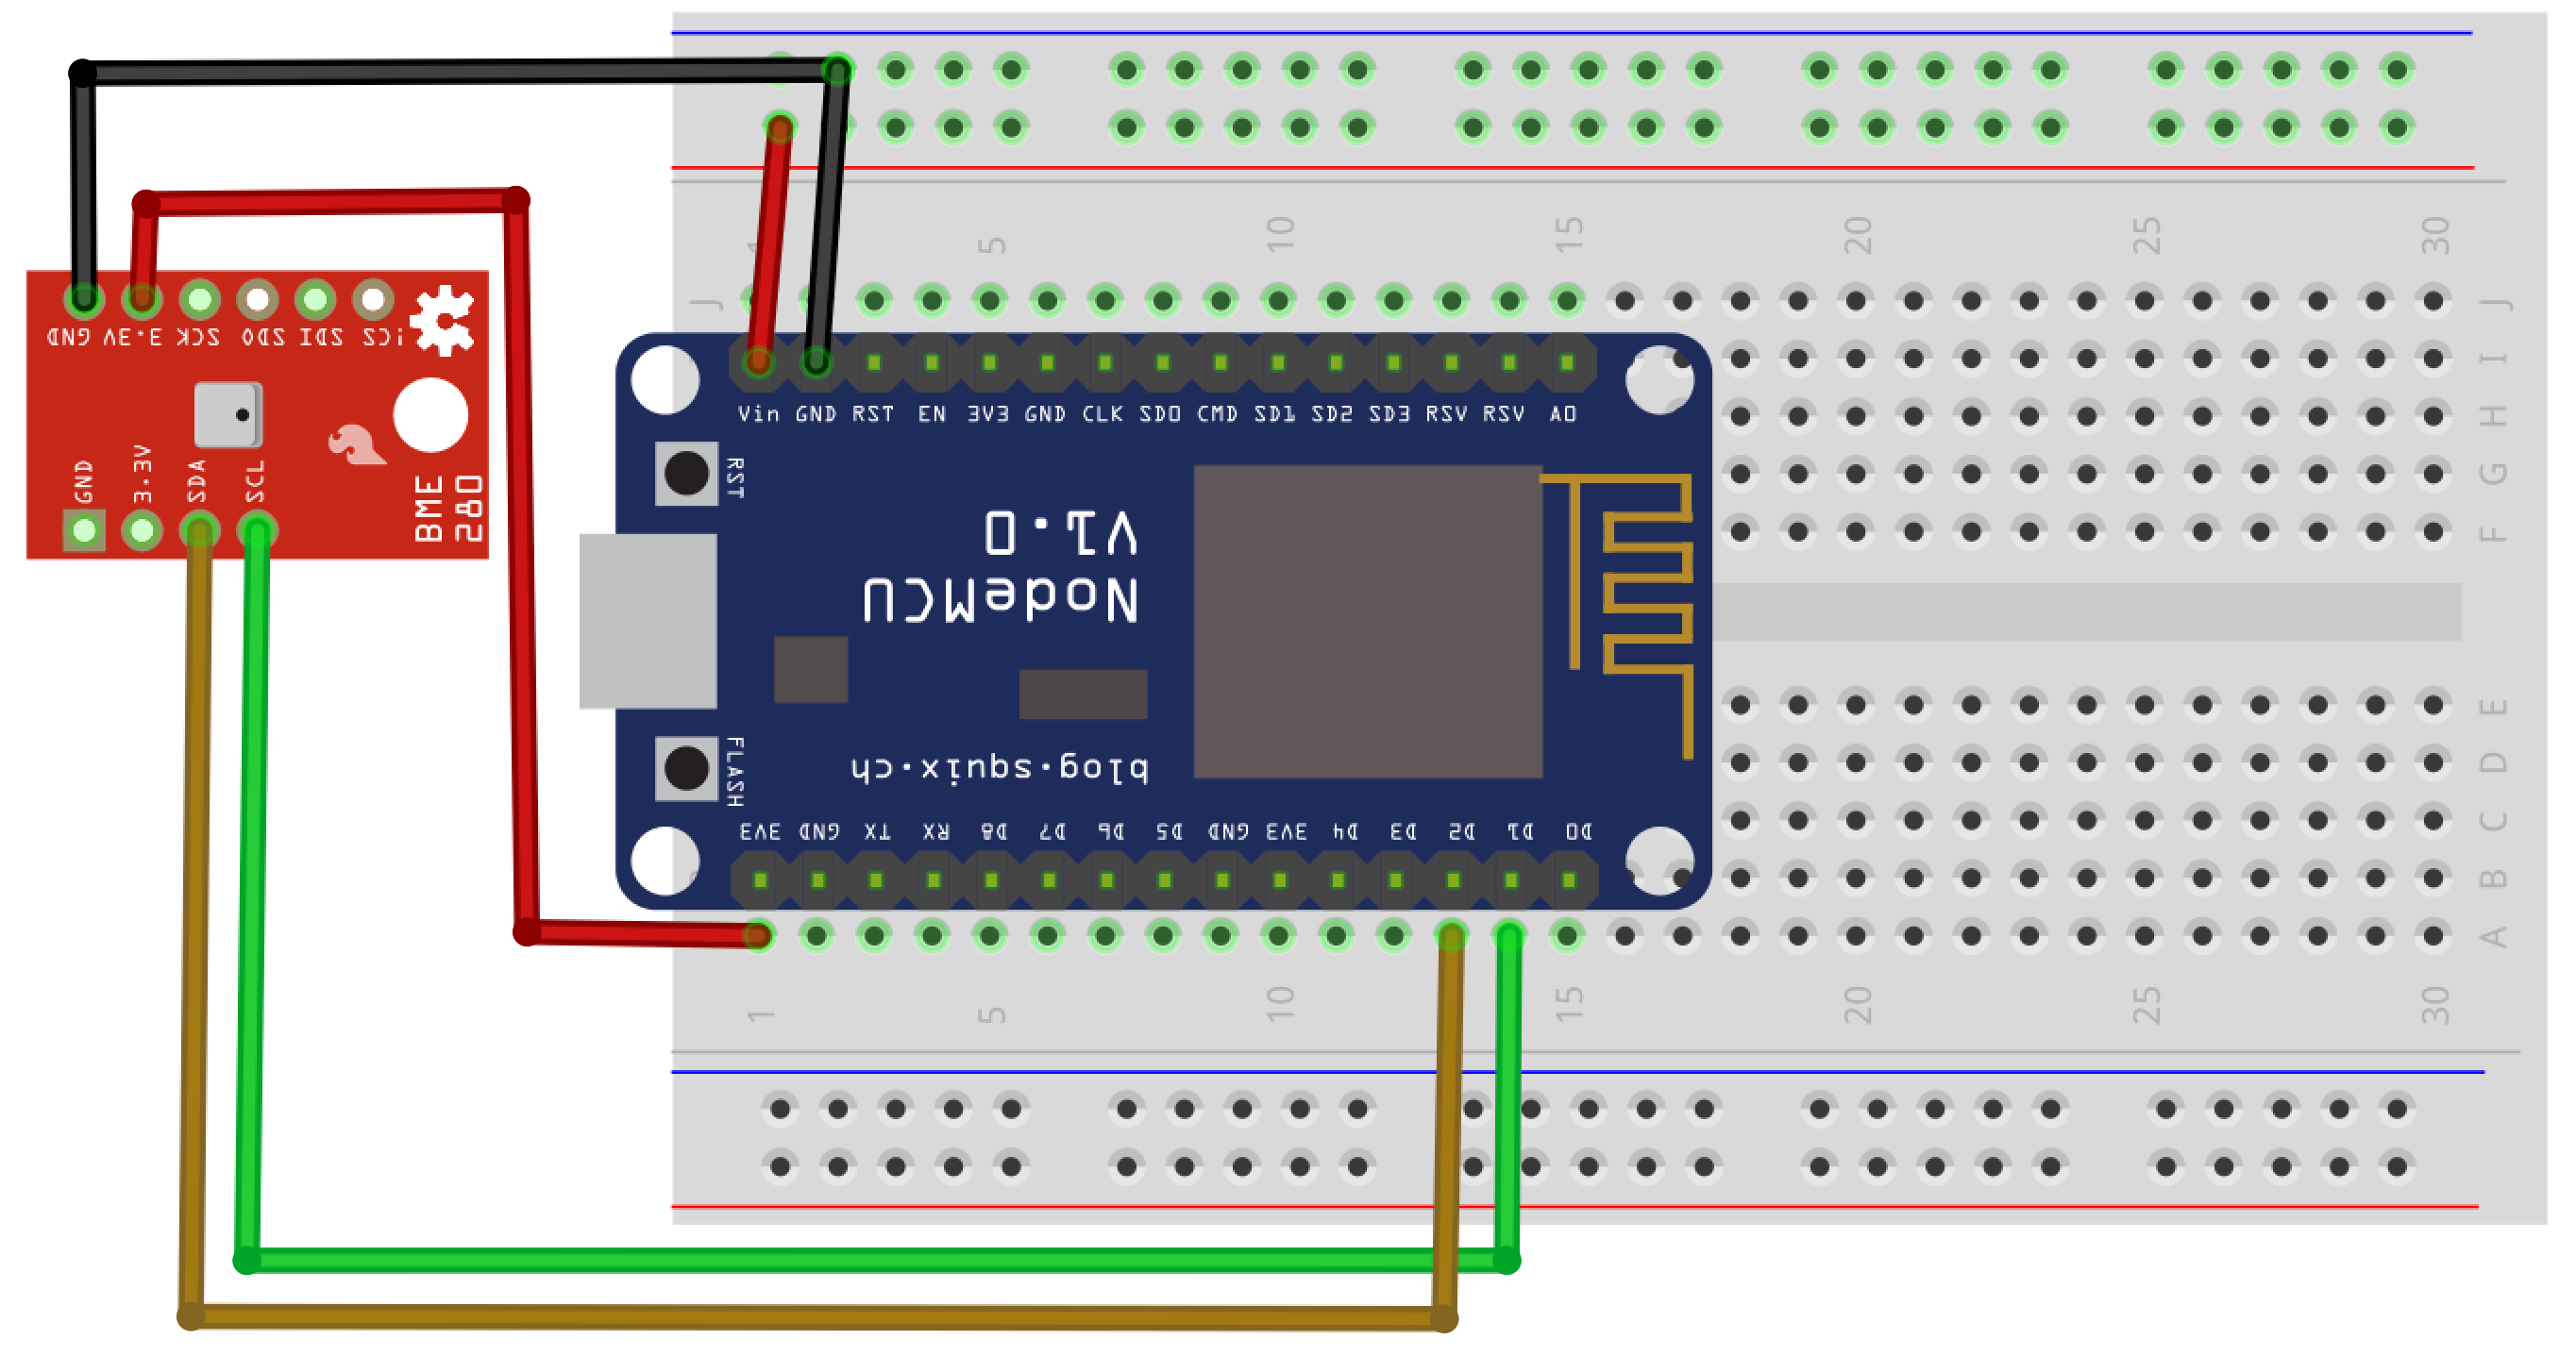 1 5 10 15 20 25 30
J J
GND 3.3V SCK SDO SDI !CS
I
Vin GND RST EN 3V3 GND CLK SD0 CMD SD1 SD2 SD3 RSV RSV A0
H
GND 3.3V SDA SCL
BME
280
RST
G
V1.0
NodeMCU
F
E
blog.squix.ch
FLASH
D
3V3 GND TX RX D8 D7 D6 D5 GND 3V3 D4 D3 D2 D1 D0
C
B
A
1 5 10 15 20 25 30